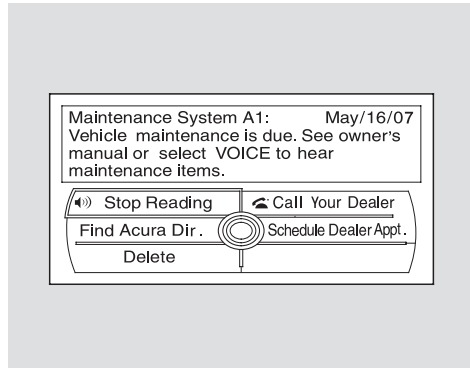 Maintenance System A1: May/16/07
Vehicle maintenance is due. See owner's
manual or select VOICE to hear
maintenance items.
Stop Reading
Call Your Dealer
Find Acura Dir.
Schedule Dealer Appt.
Delete